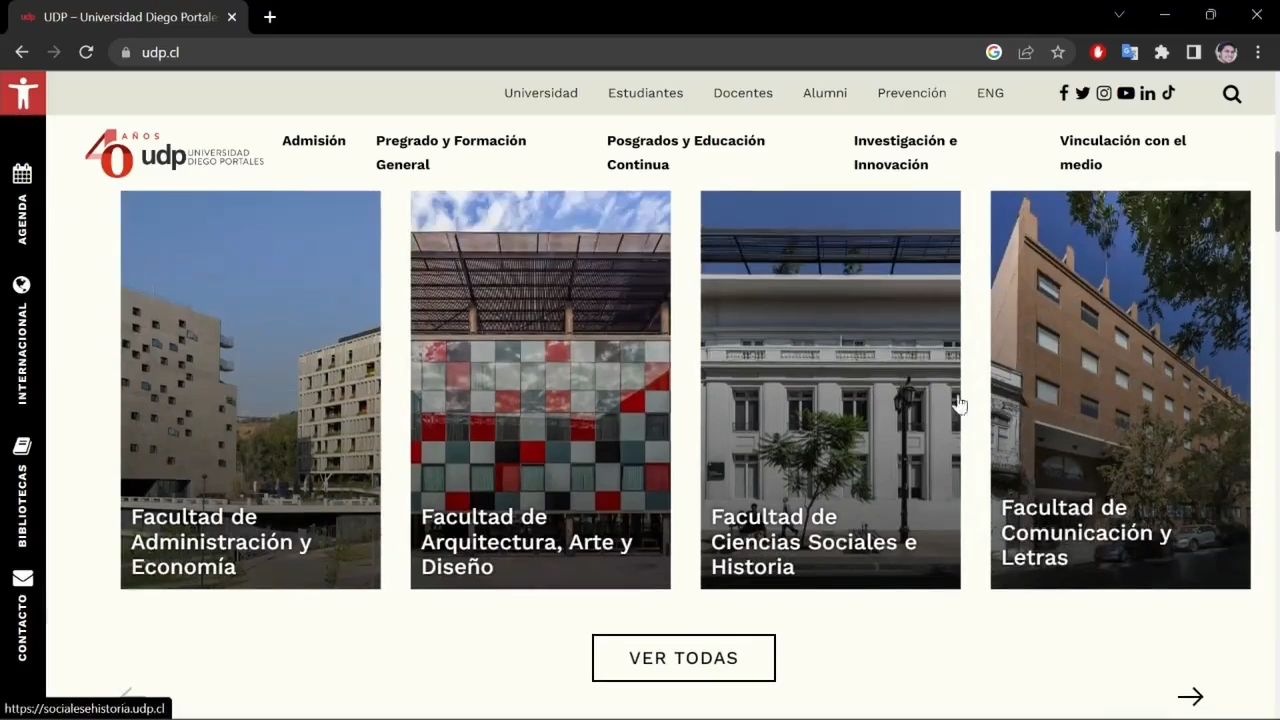 udp
UDP – Universidad Diego Portale
udp.cl
Universidad
Estudiantes
Docentes
Alumni
Prevención
ENG
40 AÑOS
udp UNIVERSIDAD
DIEGO PORTALES
Admisión
Pregrado y Formación
General
Posgrados y Educación
Continua
Investigación e
Innovación
Vinculación con el
medio
AGENDA
INTERNACIONAL
BIBLIOTECAS
CONTACTO
Facultad de
Administración y
Economía
Facultad de
Arquitectura, Arte y
Diseño
Facultad de
Ciencias Sociales e
Historia
Facultad de
Comunicación y
Letras
VER TODAS
https://socialesehistoria.udp.cl